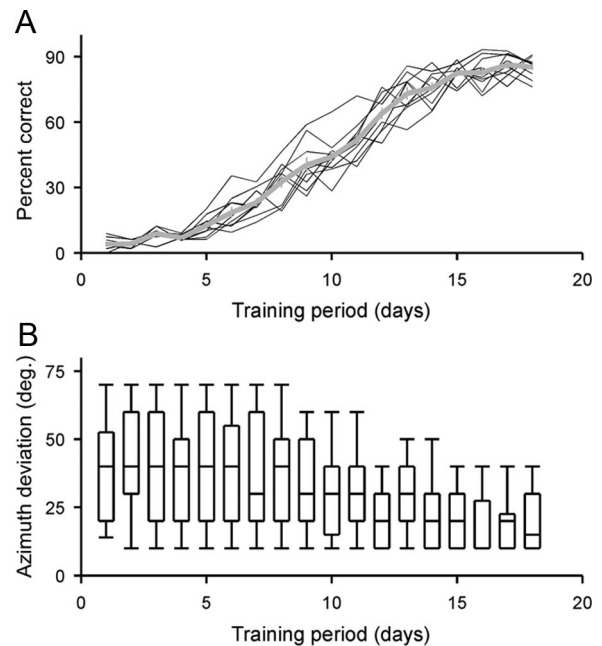 A
Percent correct
90
60
30
0
0 5 10 15 20
Training period (days)
B
Azimuth deviation (deg.)
75
50
25
0
0 5 10 15 20
Training period (days)